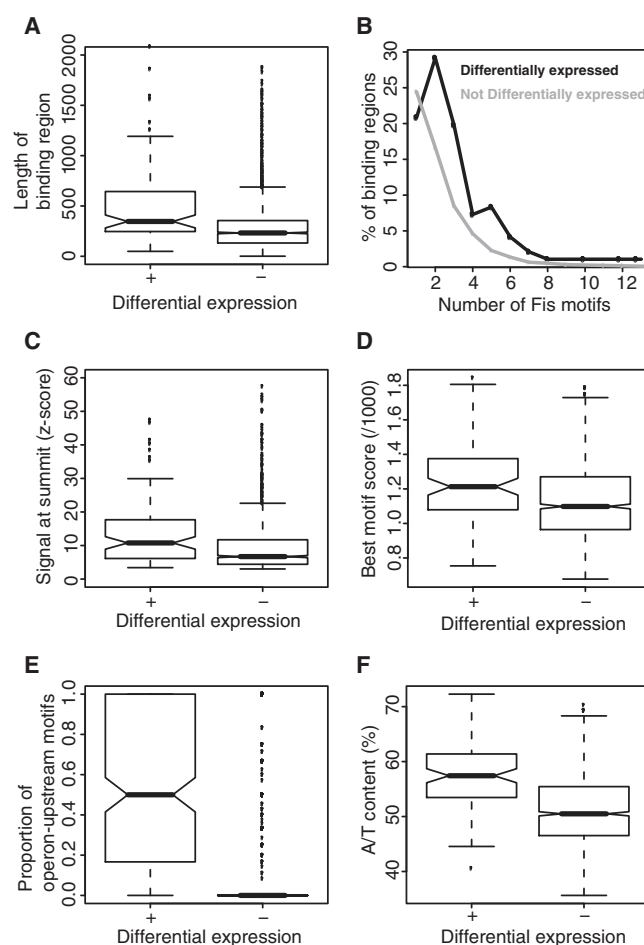 A
Length of
binding region
0
500
1000
1500
2000
+
−
Differential expression
B
% of binding regions
0
5
10
15
20
25
30
Differentially expressed
Not Differentially expressed
2
4
6
8
10
12
Number of Fis motifs
C
Signal at summit (z-score)
0
10
20
30
40
50
60
+
−
Differential expression
D
Best motif score (/1000)
0.8
1.0
1.2
1.4
1.6
1.8
+
−
Differential expression
E
Proportion of
operon-upstream motifs
0.0
0.2
0.4
0.6
0.8
1.0
+
−
Differential expression
F
A/T content (%)
40
50
60
70
+
−
Differential expression